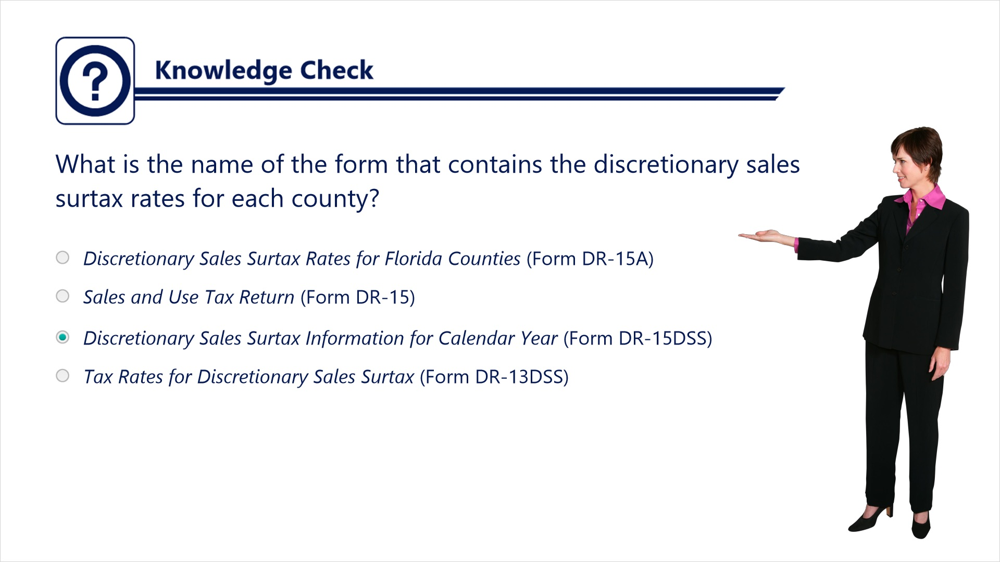 ?
Knowledge Check
What is the name of the form that contains the discretionary sales
surtax rates for each county?
Discretionary Sales Surtax Rates for Florida Counties (Form DR-15A)
Sales and Use Tax Return (Form DR-15)
Discretionary Sales Surtax Information for Calendar Year (Form DR-15DSS)
Tax Rates for Discretionary Sales Surtax (Form DR-13DSS)